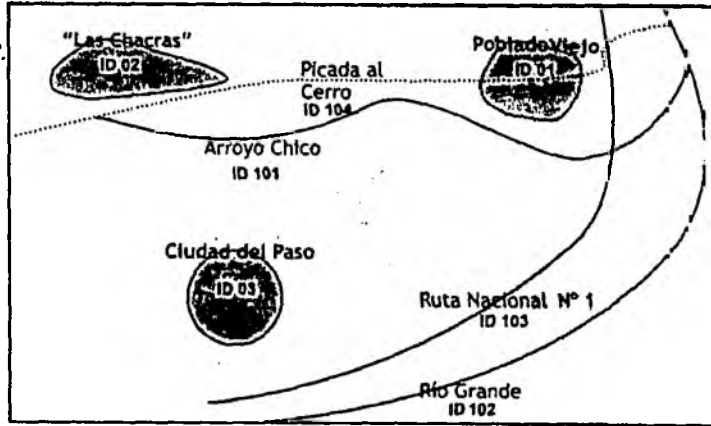 "Las Chacras"
ID 02
Poblado Viejo
ID 01
Picada al
Cerro
ID 104
Arroyo Chico
ID 101
Ciudad del Paso
ID 03
Ruta Nacional N° 1
ID 103
Río Grande
ID 102